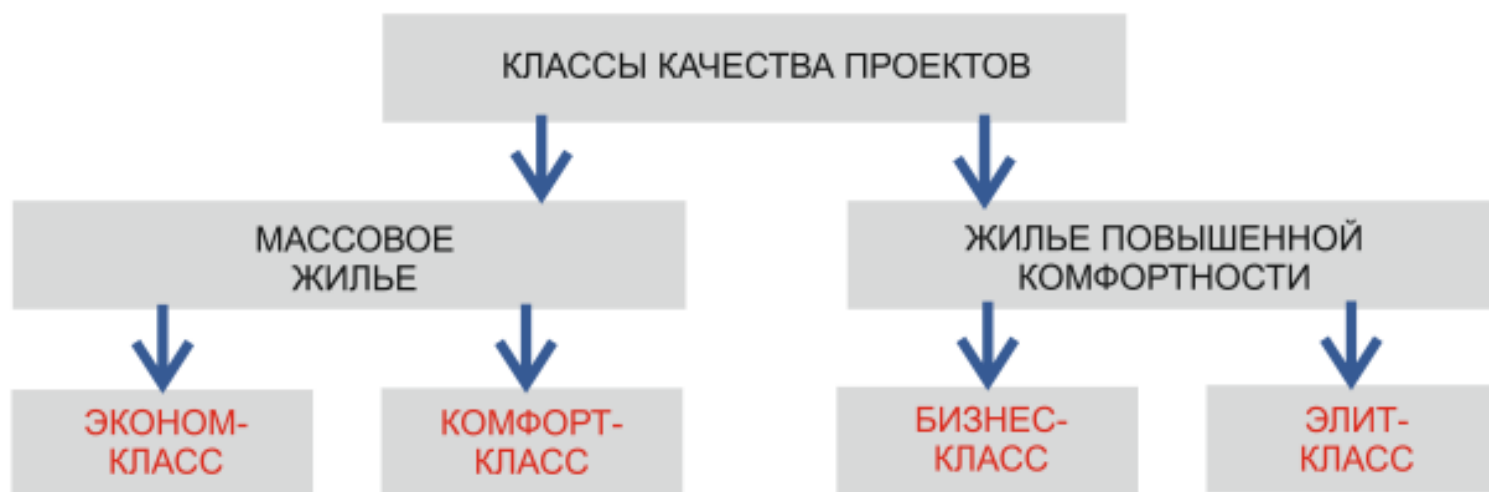 КЛАССЫ КАЧЕСТВА ПРОЕКТОВ
МАССОВОЕ
ЖИЛЬЕ
ЖИЛЬЕ ПОВЫШЕННОЙ
КОМФОРТНОСТИ
ЭКОНОМ-
КЛАСС
КОМФОРТ-
КЛАСС
БИЗНЕС-
КЛАСС
ЭЛИТ-
КЛАСС